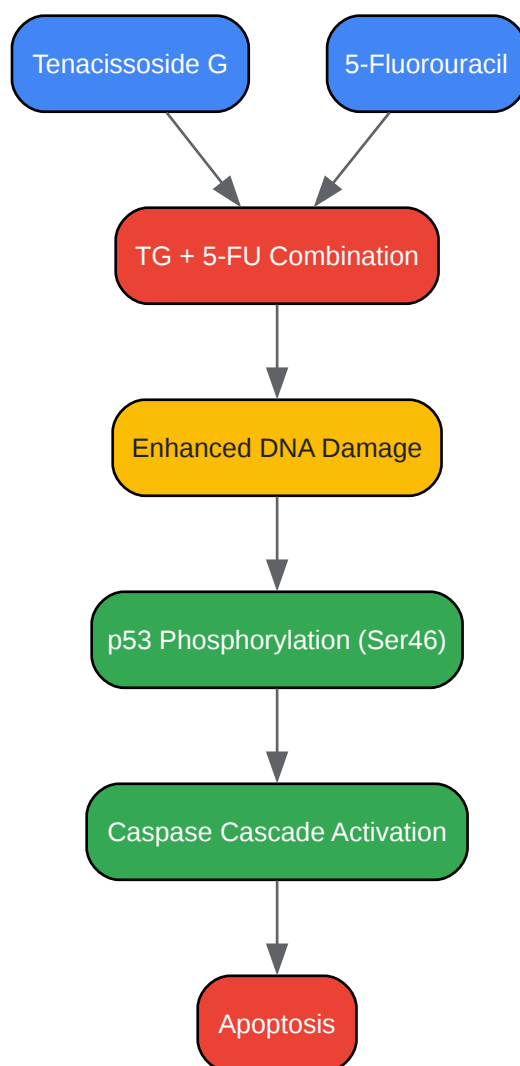 Tenacissoside G
5-Fluorouracil
TG + 5-FU Combination
Enhanced DNA Damage
p53 Phosphorylation (Ser46)
Caspase Cascade Activation
Apoptosis